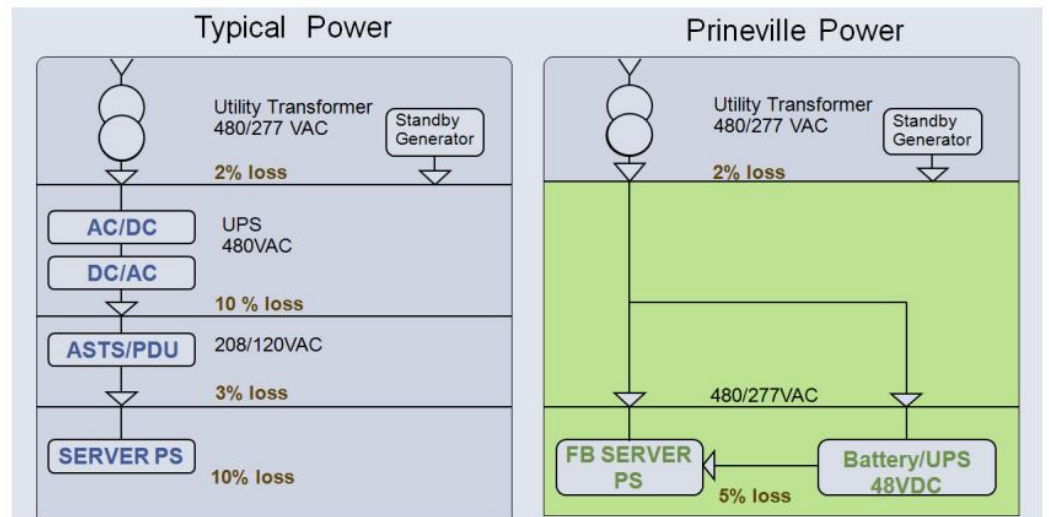 Typical Power
Utility Transformer
480/277 VAC
Standby
Generator
2% loss
AC/DC
UPS
480VAC
DC/AC
10 % loss
ASTS/PDU
208/120VAC
3% loss
SERVER PS
10% loss
Prineville Power
Utility Transformer
480/277 VAC
Standby
Generator
2% loss
480/277VAC
FB SERVER
PS
Battery/UPS
48VDC
5% loss